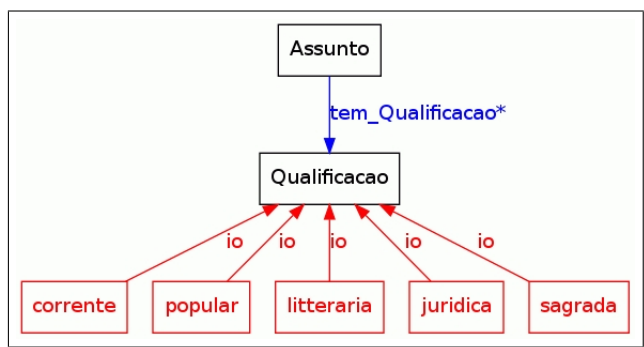 Assunto
tem_Qualificacao*
Qualificacao
io io io io io
corrente popular litteraria juridica sagrada